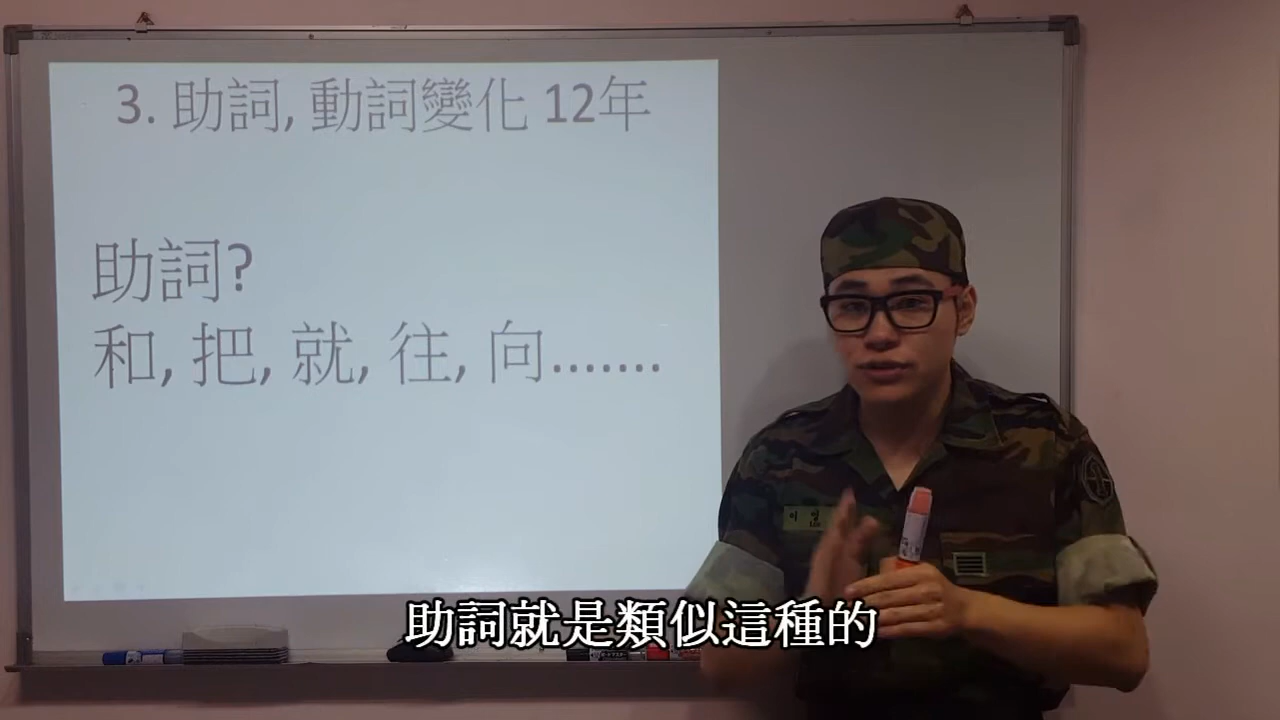 3. 助詞, 動詞變化 12年
助詞?
和, 把, 就, 往, 向.......
助詞就是類似這種的